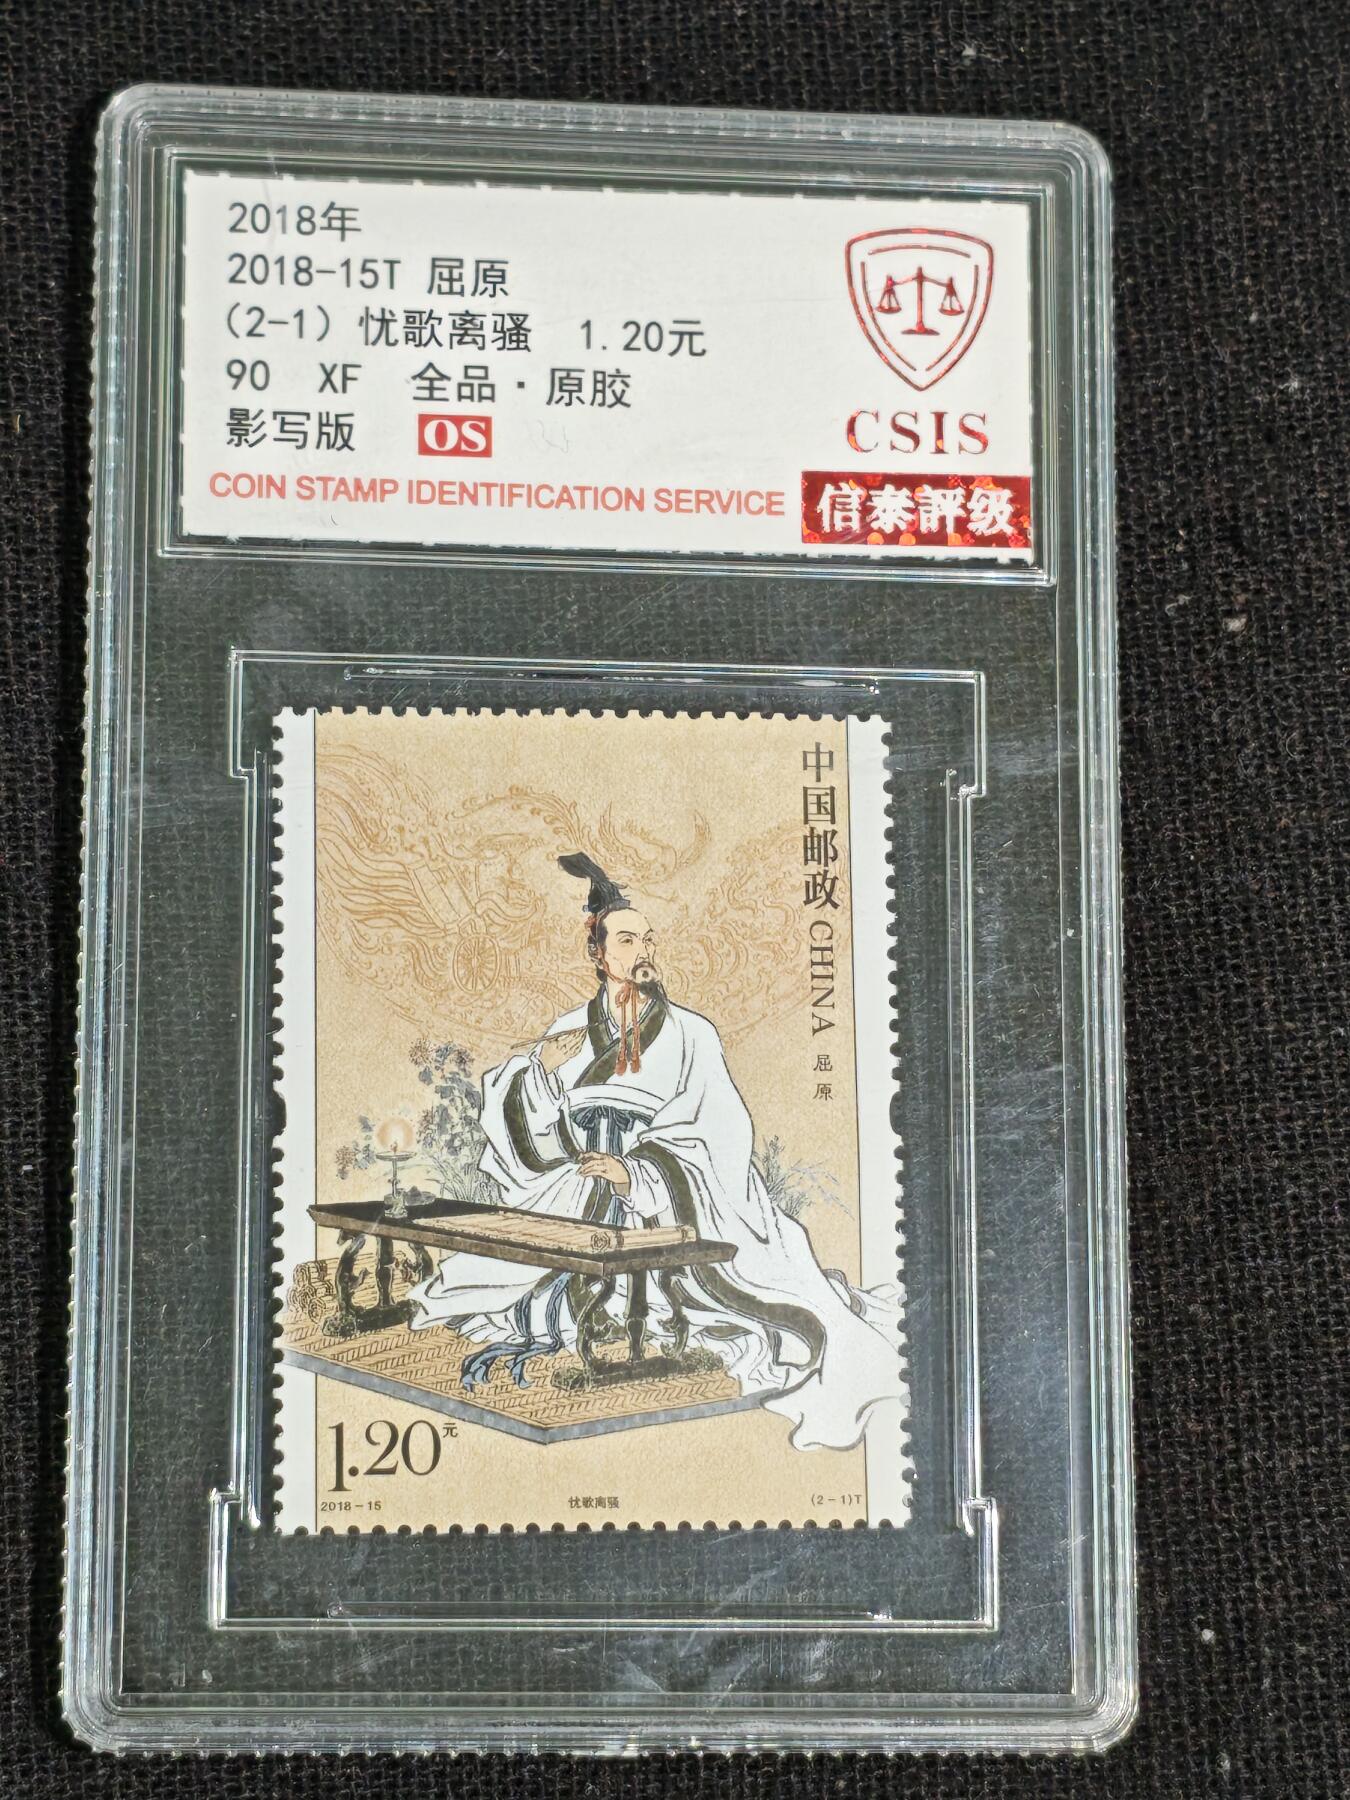 2018年
2018-15T 屈原
(2-1) 忧歌离骚 1.20元
90 XF 全品·原胶
影写版 OS
COIN STAMP IDENTIFICATION SERVICE
CSIS
信泰評级
中国邮政 CHINA 屈原
1.20元
2018-15 忧歌离骚 (2-1)T